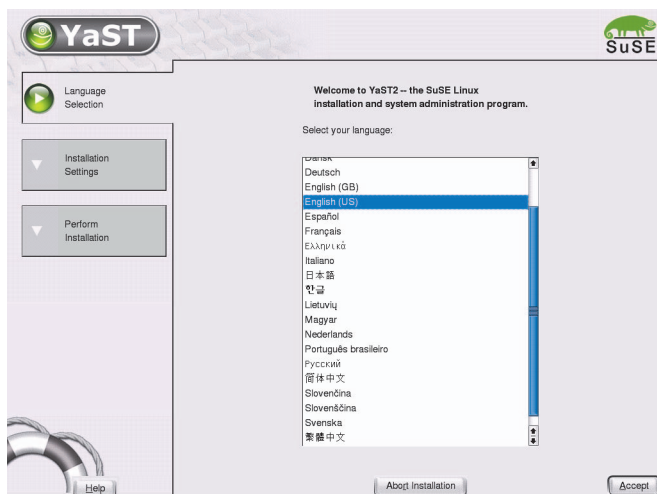 YaST
SuSE
Language
Selection
Installation
Settings
Perform
Installation
Welcome to YaST2 -- the SuSE Linux
installation and system administration program.
Select your language:
Dansk
Deutsch
English (GB)
English (US)
Español
Français
Ελληνικά
Italiano
日本語
한글
Lietuvių
Magyar
Nederlands
Português brasileiro
Русский
简体中文
Slovenčina
Slovenščina
Svenska
繁體中文
Help
Abort Installation
Accept